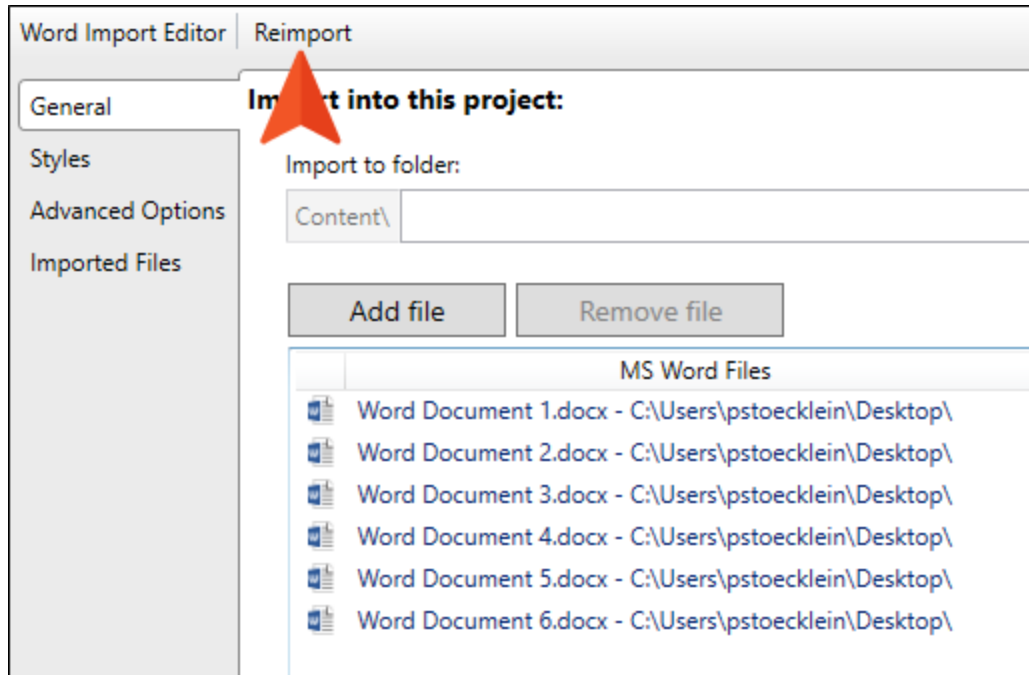 Word Import Editor Reimport
General
Styles
Advanced Options
Imported Files
Import into this project:
Import to folder:
Content\
Add file Remove file
MS Word Files
Word Document 1.docx - C:\Users\pstoecklein\Desktop\
Word Document 2.docx - C:\Users\pstoecklein\Desktop\
Word Document 3.docx - C:\Users\pstoecklein\Desktop\
Word Document 4.docx - C:\Users\pstoecklein\Desktop\
Word Document 5.docx - C:\Users\pstoecklein\Desktop\
Word Document 6.docx - C:\Users\pstoecklein\Desktop\